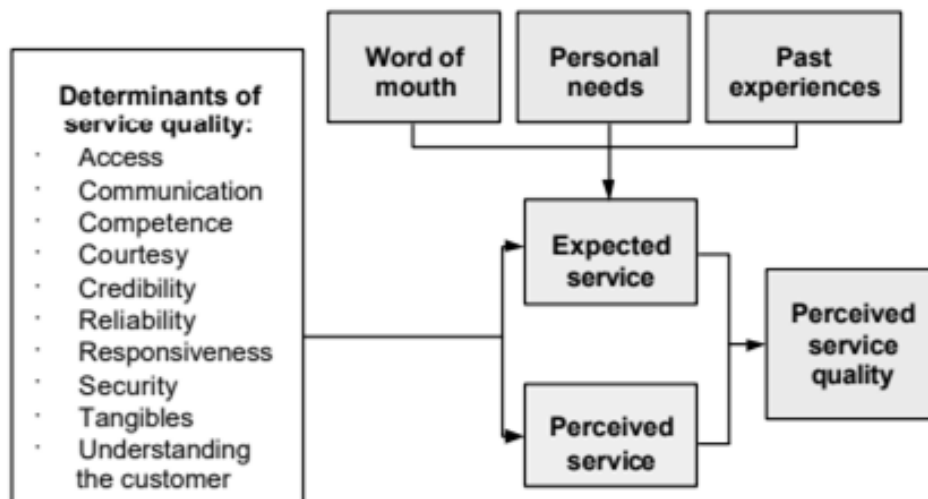 Determinants of
service quality:
· Access
· Communication
· Competence
· Courtesy
· Credibility
· Reliability
· Responsiveness
· Security
· Tangibles
· Understanding
the customer
Word of
mouth
Personal
needs
Past
experiences
Expected
service
Perceived
service
Perceived
service
quality